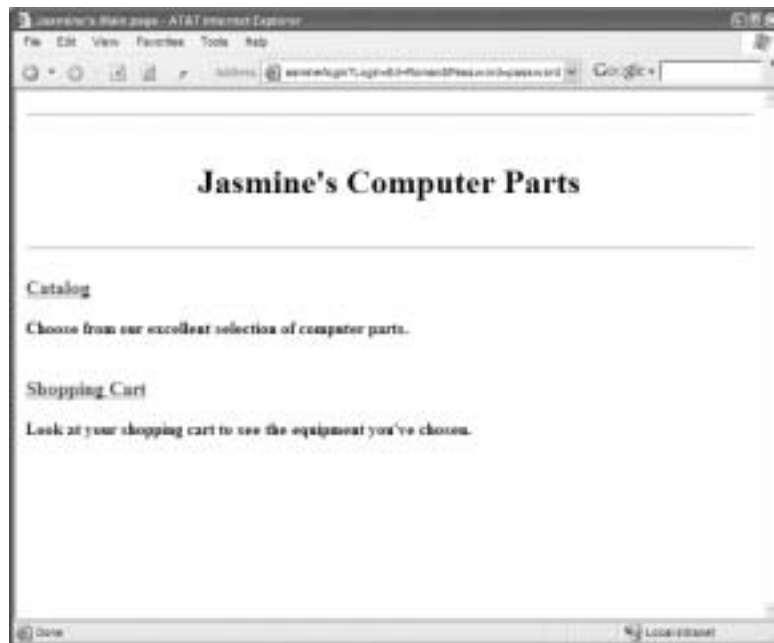 Jasmine's Main page - AT&T Internet Explorer
File Edit View Favorites Tools Help
Address
Google
Jasmine's Computer Parts
Catalog
Choose from our excellent selection of computer parts.
Shopping Cart
Look at your shopping cart to see the equipment you've chosen.
Done
Local intranet